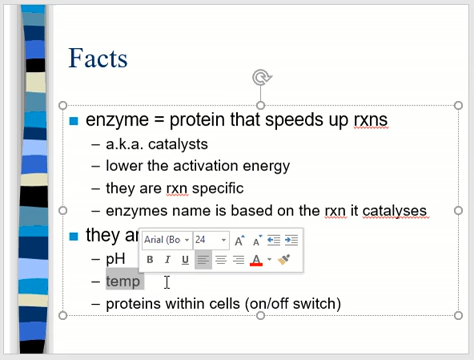 Facts
enzyme = protein that speeds up rxns
– a.k.a. catalysts
– lower the activation energy
– they are rxn specific
– enzymes name is based on the rxn it catalyses
they ar
Arial (Bo 24 A A
B I U A
– pH
– temp
– proteins within cells (on/off switch)